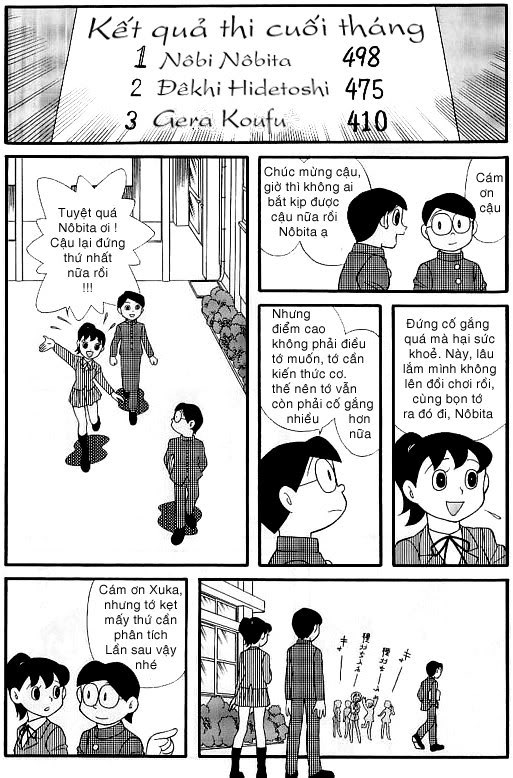 Kết quả thi cuối tháng
1 Nôbi Nôbita 498
2 Đêkhi Hidetoshi 475
3 Gera Koufu 410
Tuyệt quá
Nôbita ơi !
Cậu lại đứng
thứ nhất
nữa rồi
!!!
Chúc mừng cậu,
giờ thì không ai
bắt kịp được
cậu nữa rồi
Nôbita ạ
Cám
ơn
cậu
Nhưng
điểm cao
không phải điều
tớ muốn, tớ cần
kiến thức cơ.
thế nên tớ vẫn
còn phải cố gắng
nhiều hơn
nữa
Đứng cố gắng
quá mà hại sức
khoẻ. Này, lâu
lắm mình không
lên đồi chơi rồi,
cùng bọn tớ
ra đó đi, Nôbita
Cám ơn Xuka,
nhưng tớ kẹt
mấy thứ cần
phân tích
Lần sau vậy
nhé